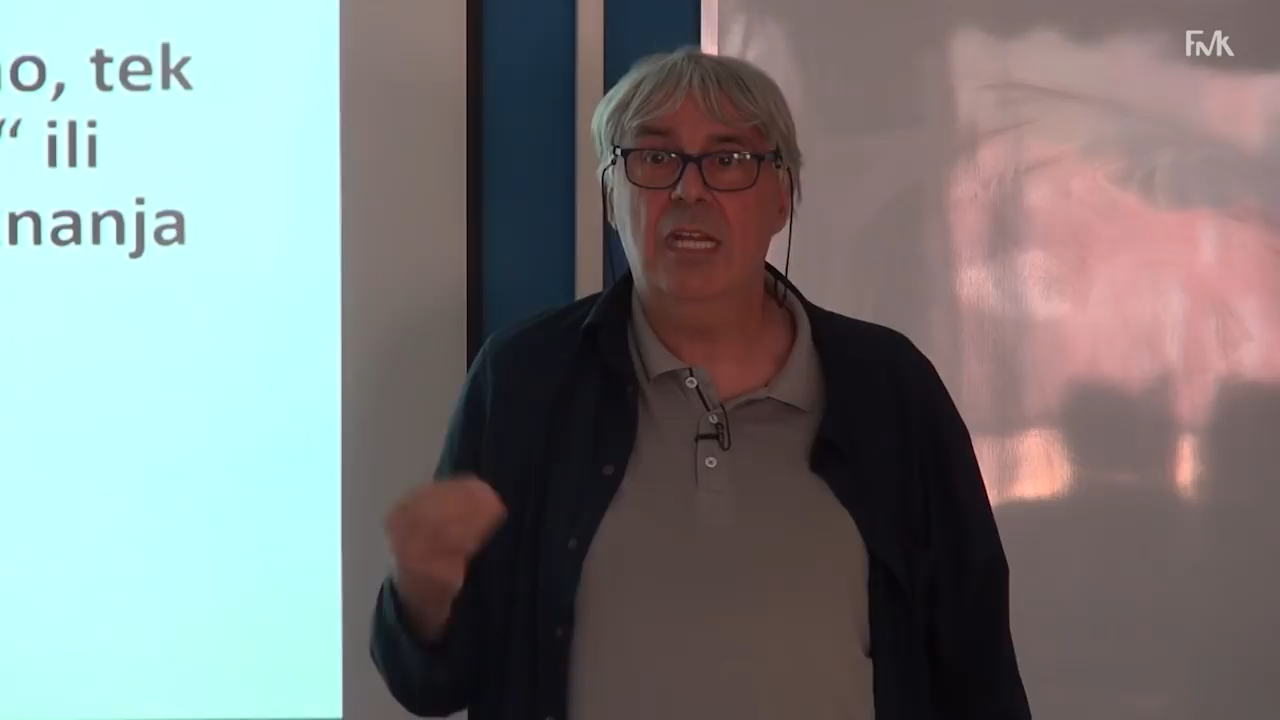 o, tek
“ ili
nanja
FMK